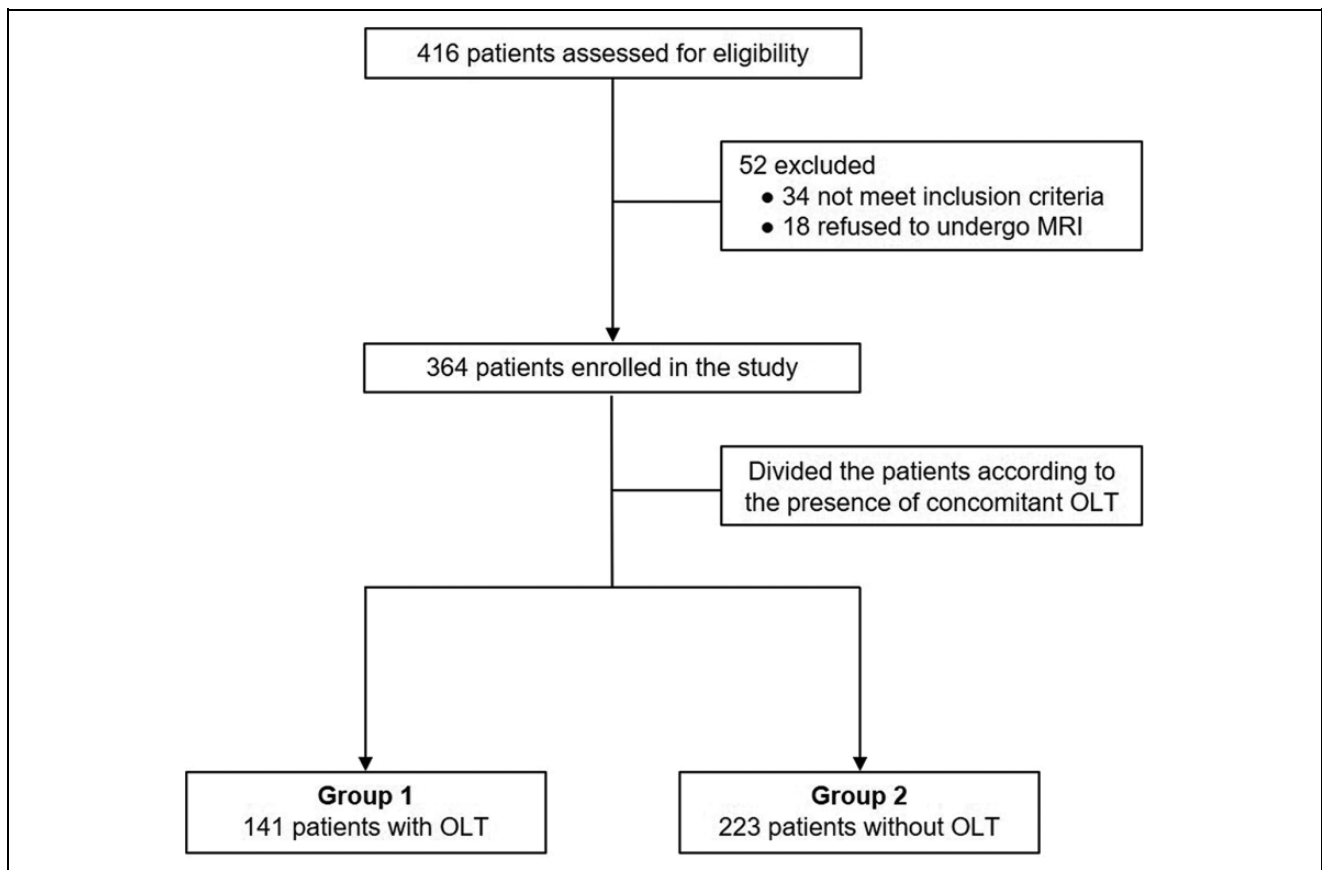 416 patients assessed for eligibility
52 excluded
● 34 not meet inclusion criteria
● 18 refused to undergo MRI
364 patients enrolled in the study
Divided the patients according to
the presence of concomitant OLT
Group 1
141 patients with OLT
Group 2
223 patients without OLT